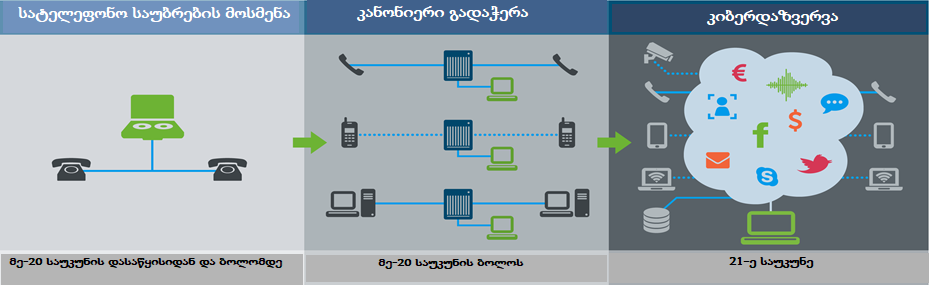 სატელეფონო საუბრების მოსმენა
კანონიერი გადაჭერა
კიბერდაზვერვა
€
$
f
S
მე-20 საუკუნის დასაწყისიდან და ბოლომდე
მე-20 საუკუნის ბოლოს
21-ე საუკუნე